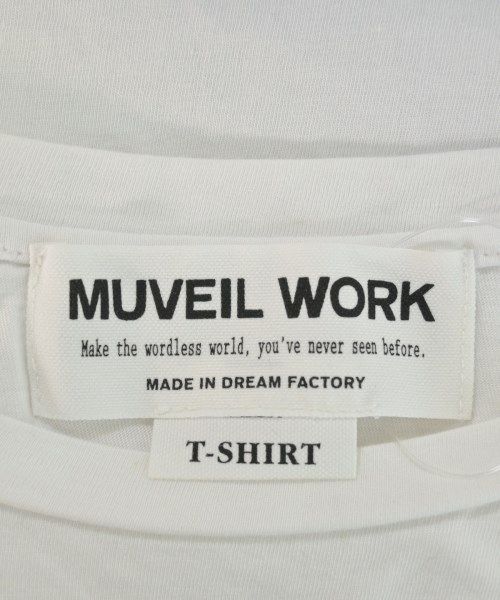 MUVEIL WORK
Make the wordless world, you've never seen before.
MADE IN DREAM FACTORY
T-SHIRT